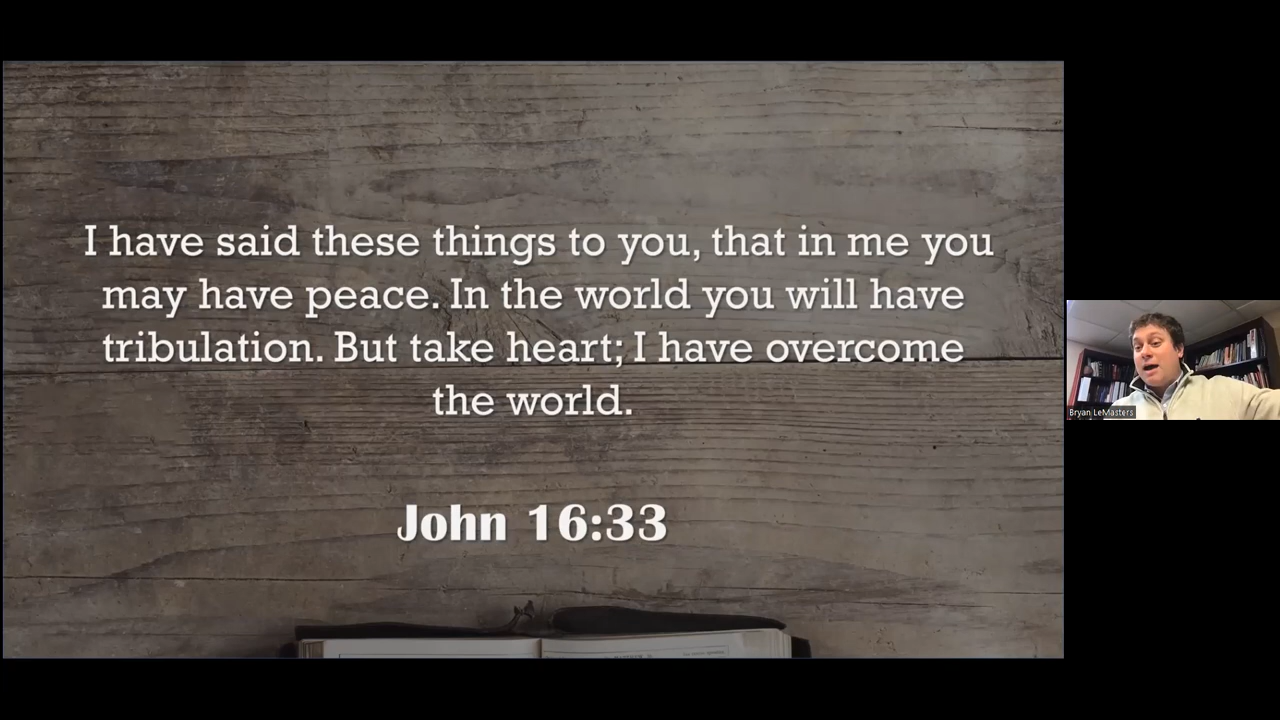 I have said these things to you, that in me you
may have peace. In the world you will have
tribulation. But take heart; I have overcome
the world.
John 16:33
Bryan LeMasters